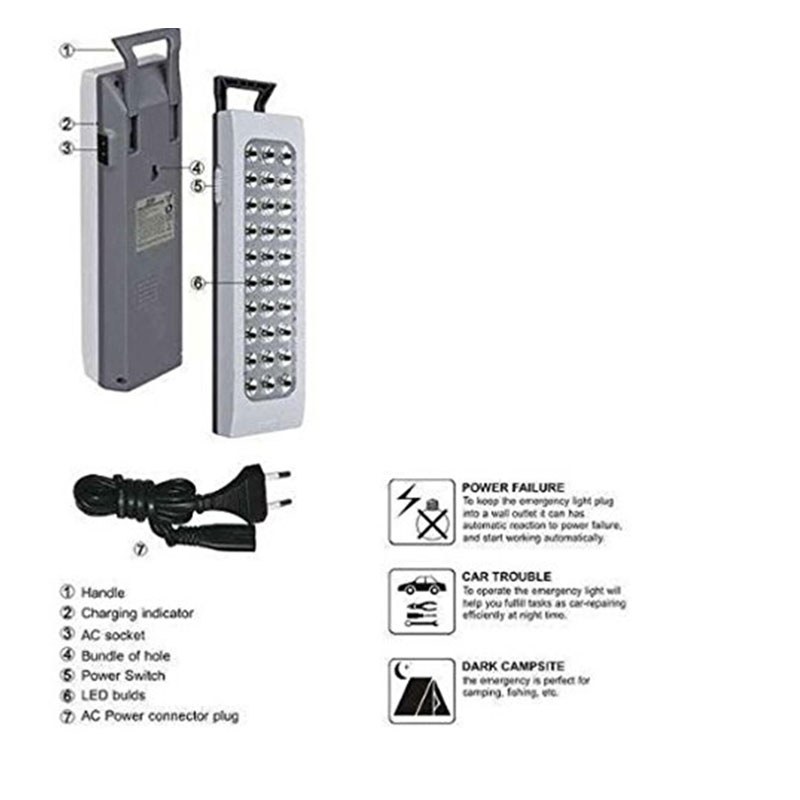 ①
②
③
④
⑤
⑥
⑦
① Handle
② Charging indicator
③ AC socket
④ Bundle of hole
⑤ Power Switch
⑥ LED bulds
⑦ AC Power connector plug
POWER FAILURE
To keep the emergency light plug
into a wall outlet it can has
automatic reaction to power failure,
and start working automatically.
CAR TROUBLE
To operate the emergency light will
help you fulfill tasks as car-repairing
efficiently at night time.
DARK CAMPSITE
the emergency is perfect for
camping, fishing, etc.